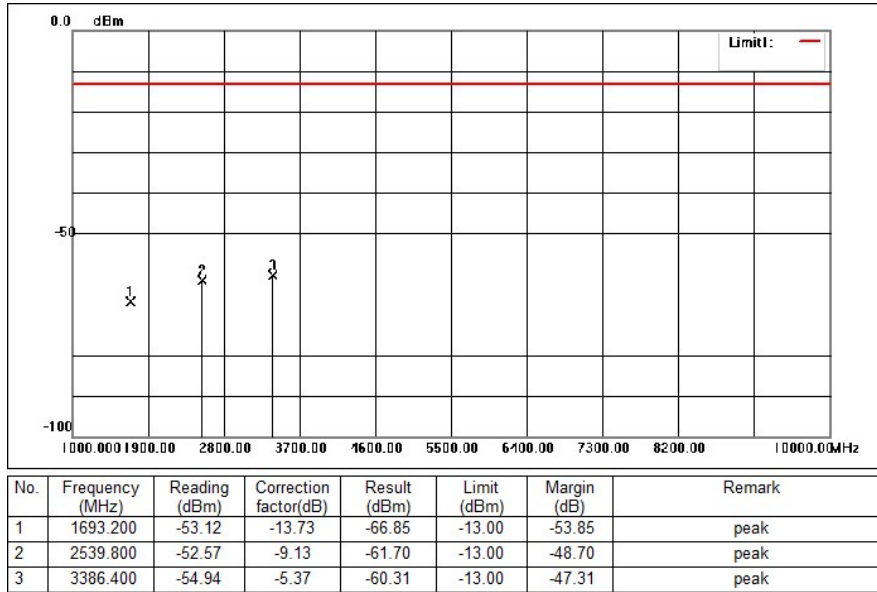 0.0 dBm
Limit1:
-50
1
2
3
-100
1000.000 1900.00 2800.00 3700.00 4600.00 5500.00 6400.00 7300.00 8200.00 10000.00 MHz
No. Frequency (MHz) Reading (dBm) Correction factor(dB) Result (dBm) Limit (dBm) Margin (dB) Remark
1 1693.200 -53.12 -13.73 -66.85 -13.00 -53.85 peak
2 2539.800 -52.57 -9.13 -61.70 -13.00 -48.70 peak
3 3386.400 -54.94 -5.37 -60.31 -13.00 -47.31 peak